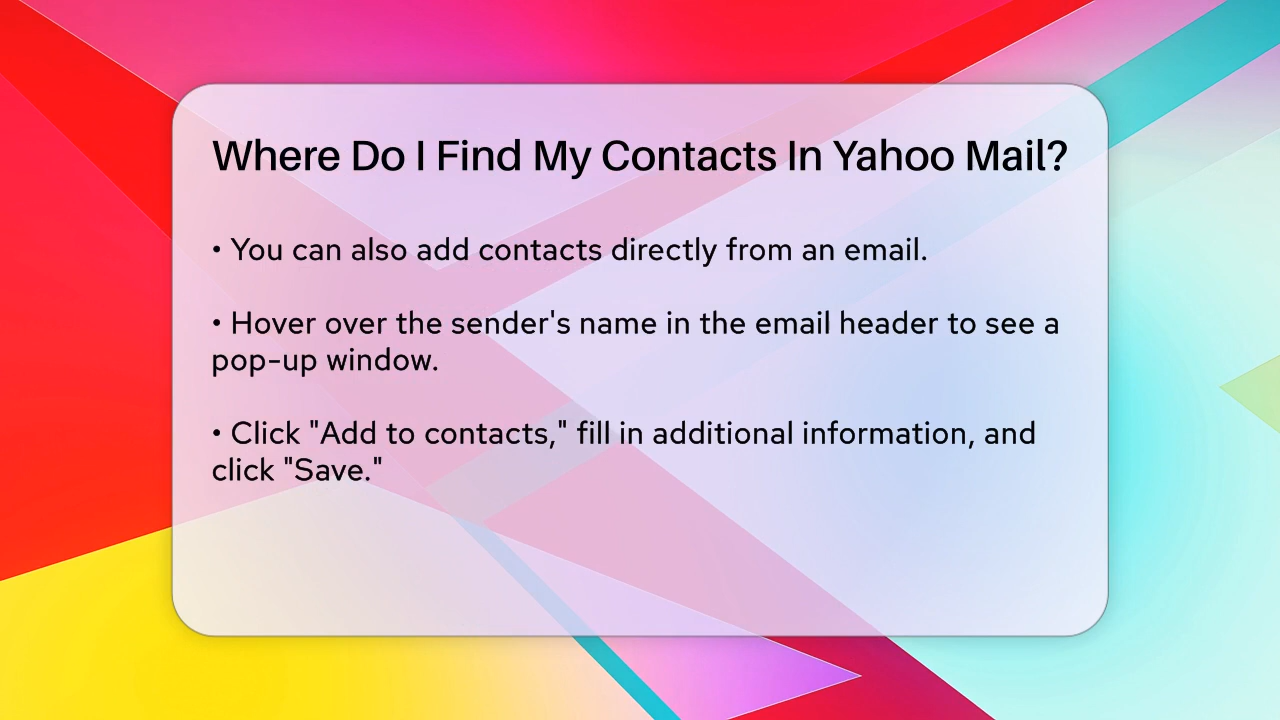 Where Do I Find My Contacts In Yahoo Mail?
• You can also add contacts directly from an email.
• Hover over the sender's name in the email header to see a
pop-up window.
• Click "Add to contacts," fill in additional information, and
click "Save."